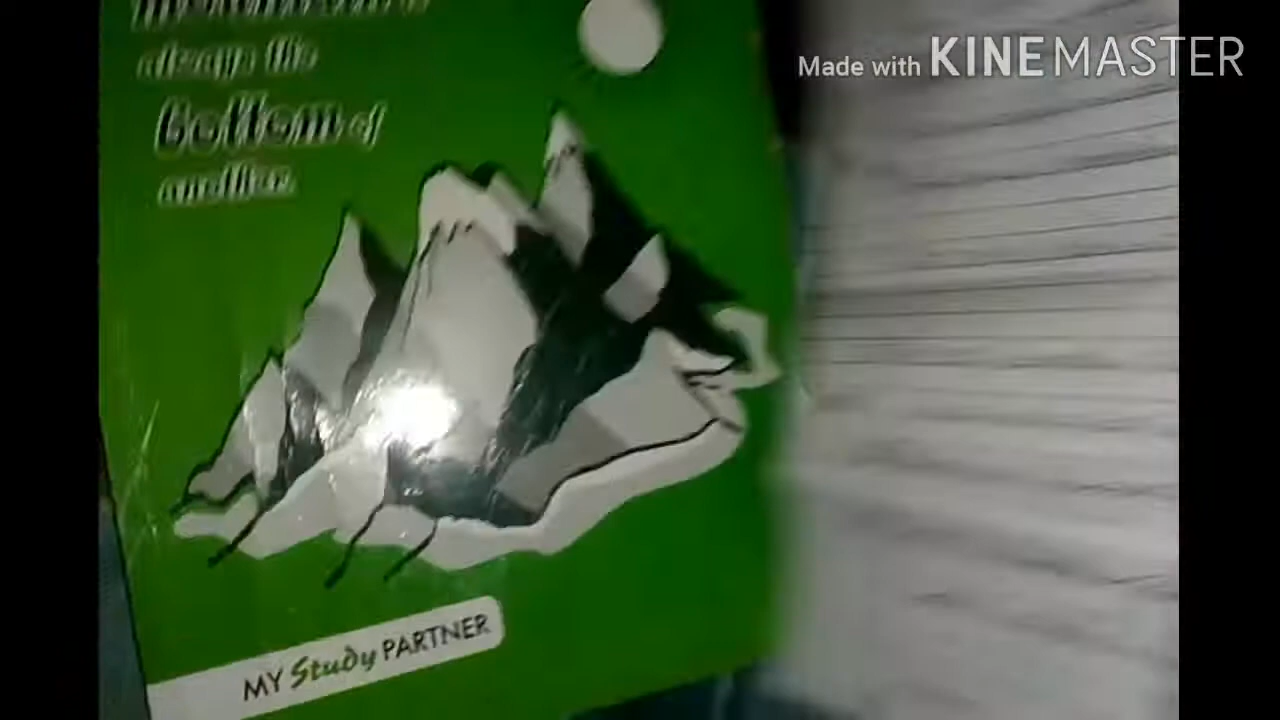 Made with KINEMASTER
always the
bottom of
another.
MY Study PARTNER